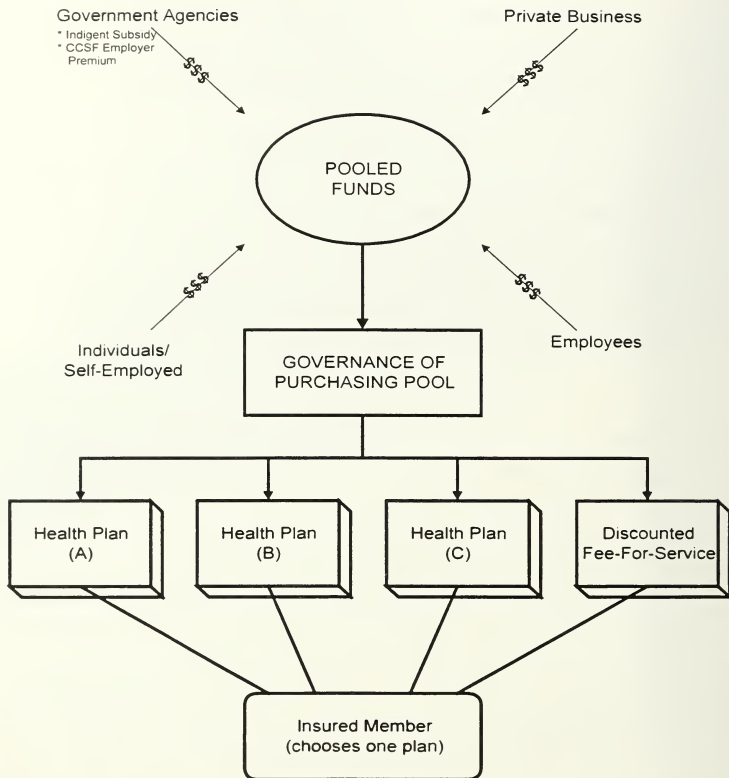 Government Agencies
* Indigent Subsidy
* CCSF Employer
Premium
Private Business
$$$
$$$
POOLED
FUNDS
$$$
$$$
Individuals/
Self-Employed
Employees
GOVERNANCE OF
PURCHASING POOL
Health Plan
(A)
Health Plan
(B)
Health Plan
(C)
Discounted
Fee-For-Service
Insured Member
(chooses one plan)